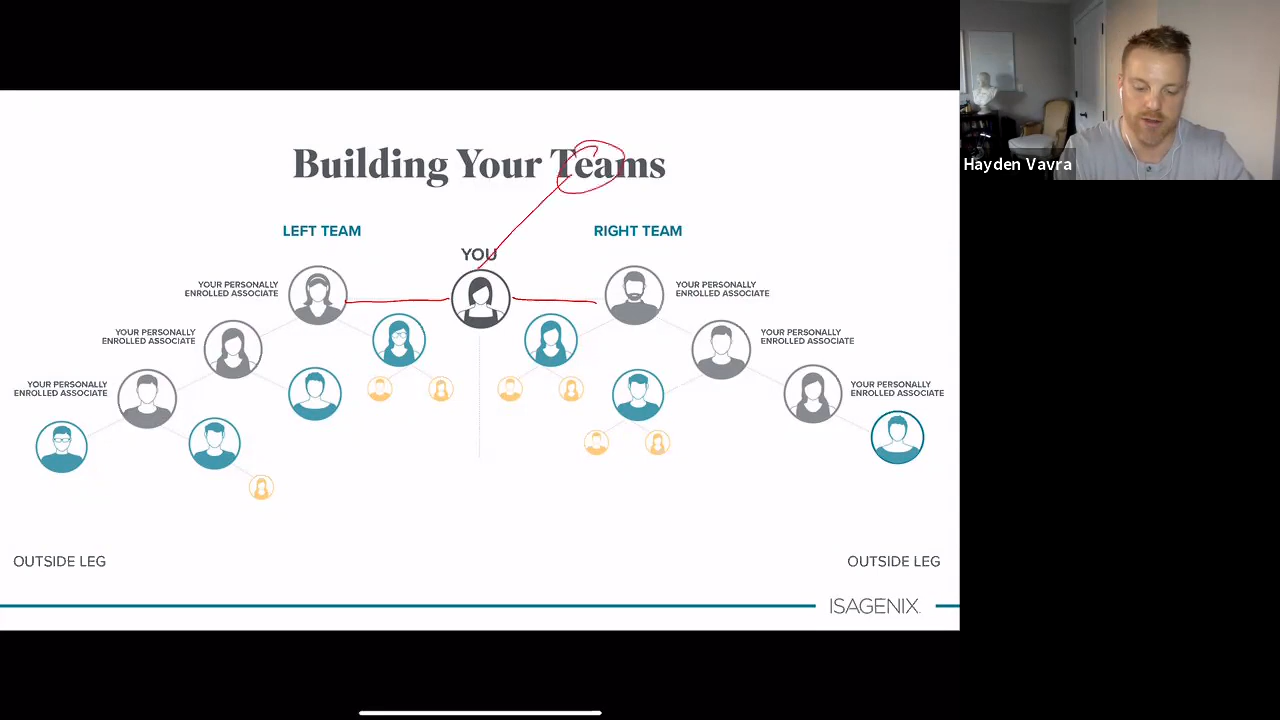 Building Your Teams
LEFT TEAM
RIGHT TEAM
YOU
YOUR PERSONALLY
ENROLLED ASSOCIATE
YOUR PERSONALLY
ENROLLED ASSOCIATE
YOUR PERSONALLY
ENROLLED ASSOCIATE
YOUR PERSONALLY
ENROLLED ASSOCIATE
YOUR PERSONALLY
ENROLLED ASSOCIATE
YOUR PERSONALLY
ENROLLED ASSOCIATE
OUTSIDE LEG
OUTSIDE LEG
ISAGENIX
Hayden Vavra